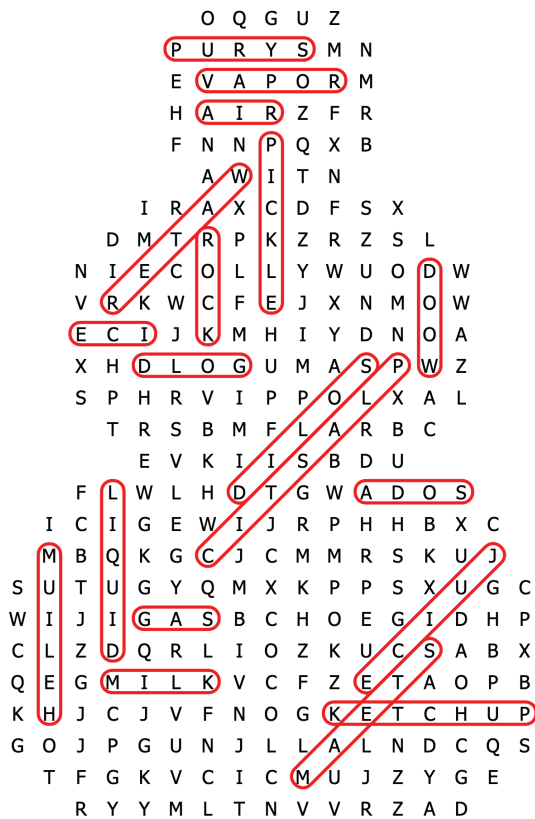 O Q G U Z
P U R Y S M N
E V A P O R M
H A I R Z F R
F N N P Q X B
A W I T N
I R A X C D F S X
D M T R P K Z R Z S L
N I E C O L L Y W U O D W
V R K W C F E J X N M O W
E C I J K M H I Y D N O A
X H D L O G U M A S P W Z
S P H R V I P P O L X A L
T R S B M F L A R B C
E V K I I S B D U
F L W L H D T G W A D O S
I C I G E W I J R P H H B X C
M B Q K G C J C M M R S K U J
S U T U G Y Q M X K P P S X U G C
W I J I G A S B C H O E G I D H P
C L Z D Q R L I O Z K U C S A B X
Q E G M I L K V C F Z E T A O P B
K H J C J V F N O G K E T C H U P
G O J P G U N J L L A L N D C Q S
T F G K V C I C M U J Z Y G E
R Y Y M L T N V V R Z A D